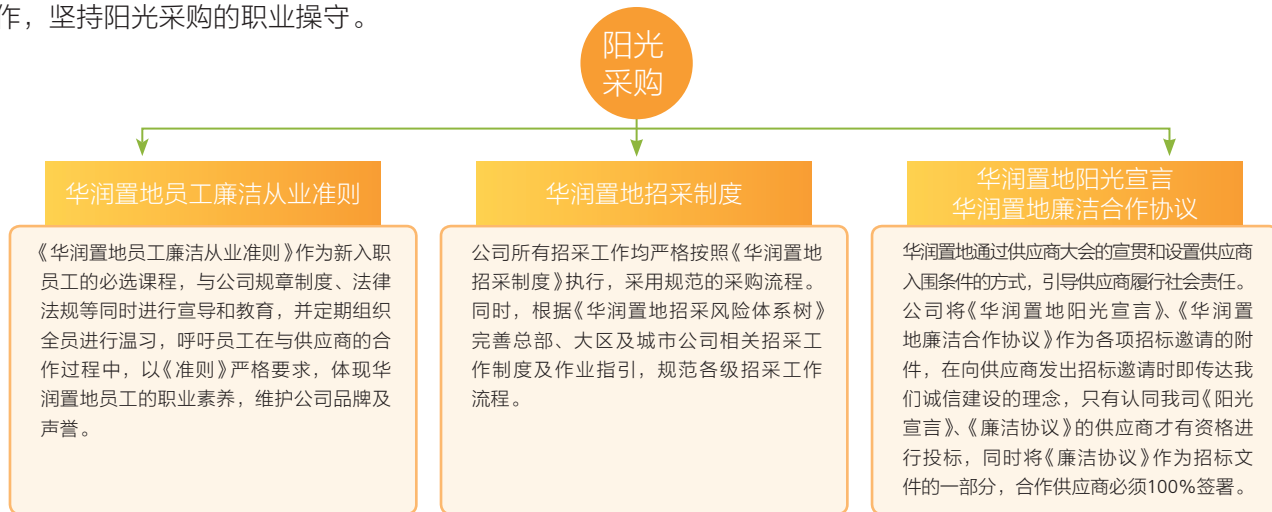 作，坚持阳光采购的职业操守。
阳光
采购
华润置地员工廉洁从业准则
《华润置地员工廉洁从业准则》作为新入职
员工的必选课程，与公司规章制度、法律
法规等同时进行宣导和教育，并定期组织
全员进行温习，呼吁员工在与供应商的合
作过程中，以《准则》严格要求，体现华
润置地员工的职业素养，维护公司品牌及
声誉。
华润置地招采制度
公司所有招采工作均严格按照《华润置地
招采制度》执行，采用规范的采购流程。
同时，根据《华润置地招采风险体系树》
完善总部、大区及城市公司相关招采工
作制度及作业指引，规范各级招采工作
流程。
华润置地阳光宣言
华润置地廉洁合作协议
华润置地通过供应商大会的宣贯和设置供应商
入围条件的方式，引导供应商履行社会责任。
公司将《华润置地阳光宣言》、《华润置
地廉洁合作协议》作为各项招标邀请的附
件，在向供应商发出招标邀请时即传达我
们诚信建设的理念，只有认同我司《阳光
宣言》、《廉洁协议》的供应商才有资格进
行投标，同时将《廉洁协议》作为招标文
件的一部分，合作供应商必须100%签署。